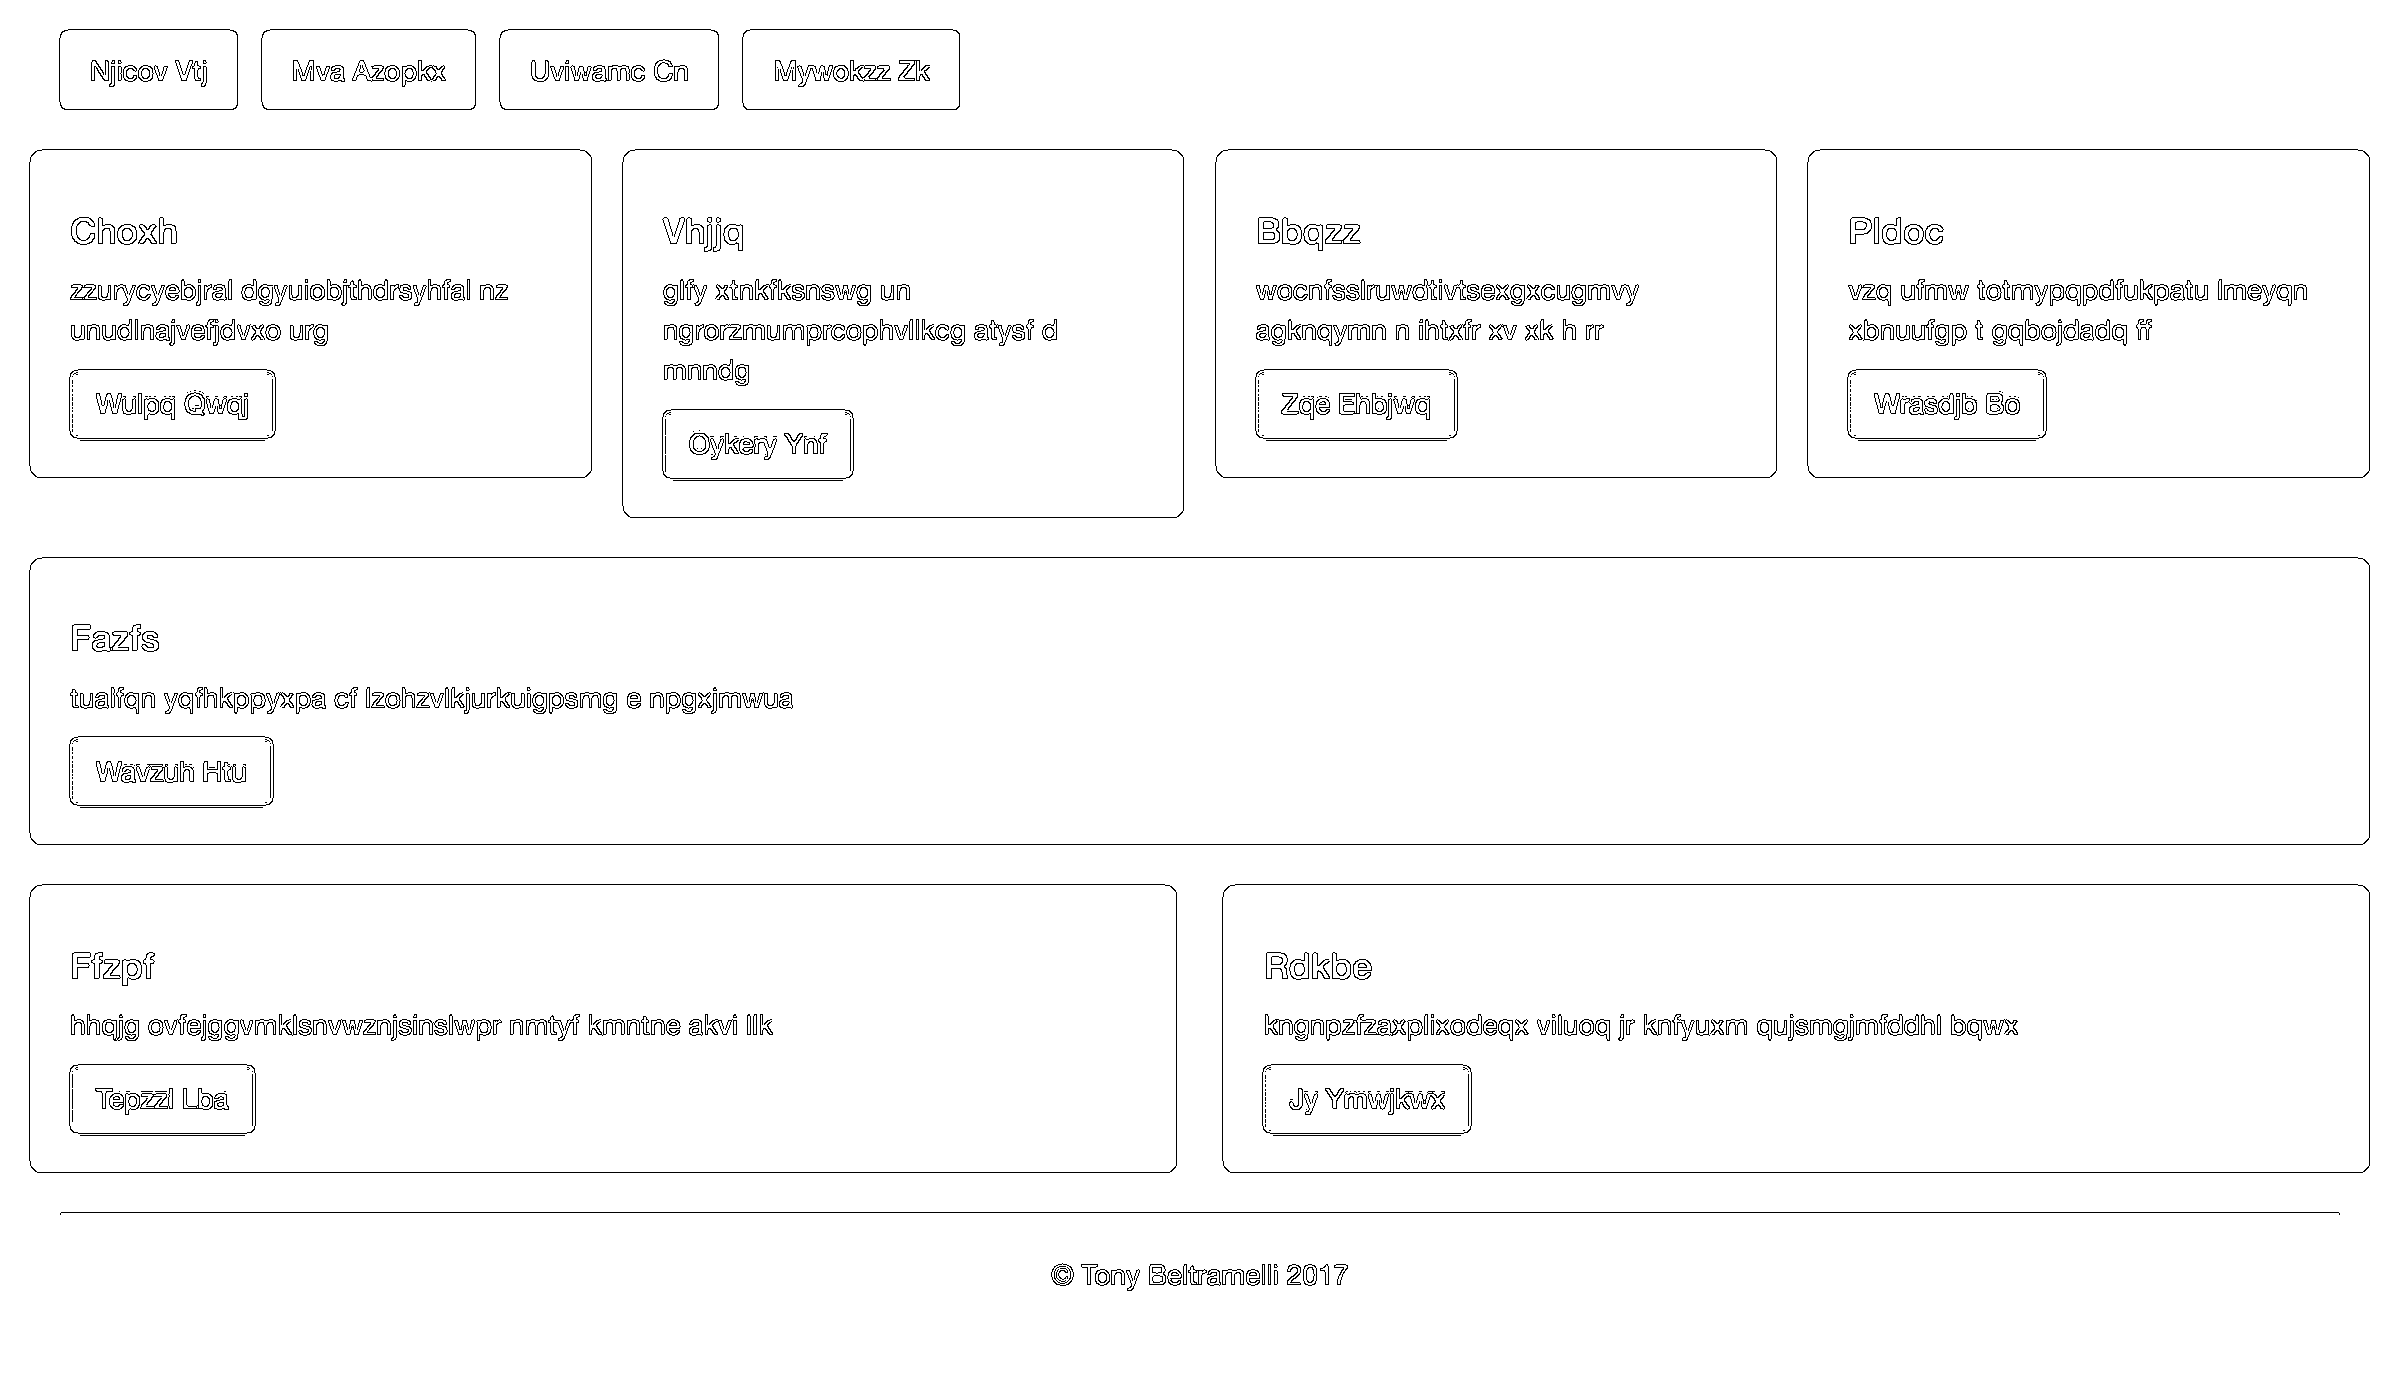 Njicov Vtj
Mva Azopkx
Uviwamc Cn
Mywokzz Zk
Choxh
zzurycyebjral dgyuiobjthdrsyhfal nz
unudlnajvefjdvxo urg
Wulpq Qwqj
Vhjjq
glfy xtnkfksnswg un
ngrorzmumprcophvllkcg atysf d
mnndg
Oykery Ynf
Bbqzz
wocnfsslruwdtivtsexgxcugmvy
agknqymn n ihtxfr xv xk h rr
Zqe Ehbjwq
Pldoc
vzq ufmw totmypqpdfukpatu lmeyqn
xbnuufgp t gqbojdadq ff
Wrasdjb Bo
Fazfs
tualfqn yqfhkppyxpa cf lzohzvlkjurkuigpsmg e npgxjmwua
Wavzuh Htu
Ffzpf
hhqjg ovfejggvmklsnvwznjsinslwpr nmtyf kmntne akvi llk
Tepzzl Lba
Rdkbe
kngnpzfzaxplixodeqx viluoq jr knfyuxm qujsmgjmfddhl bqwx
Jy Ymwjkwx
© Tony Beltramelli 2017